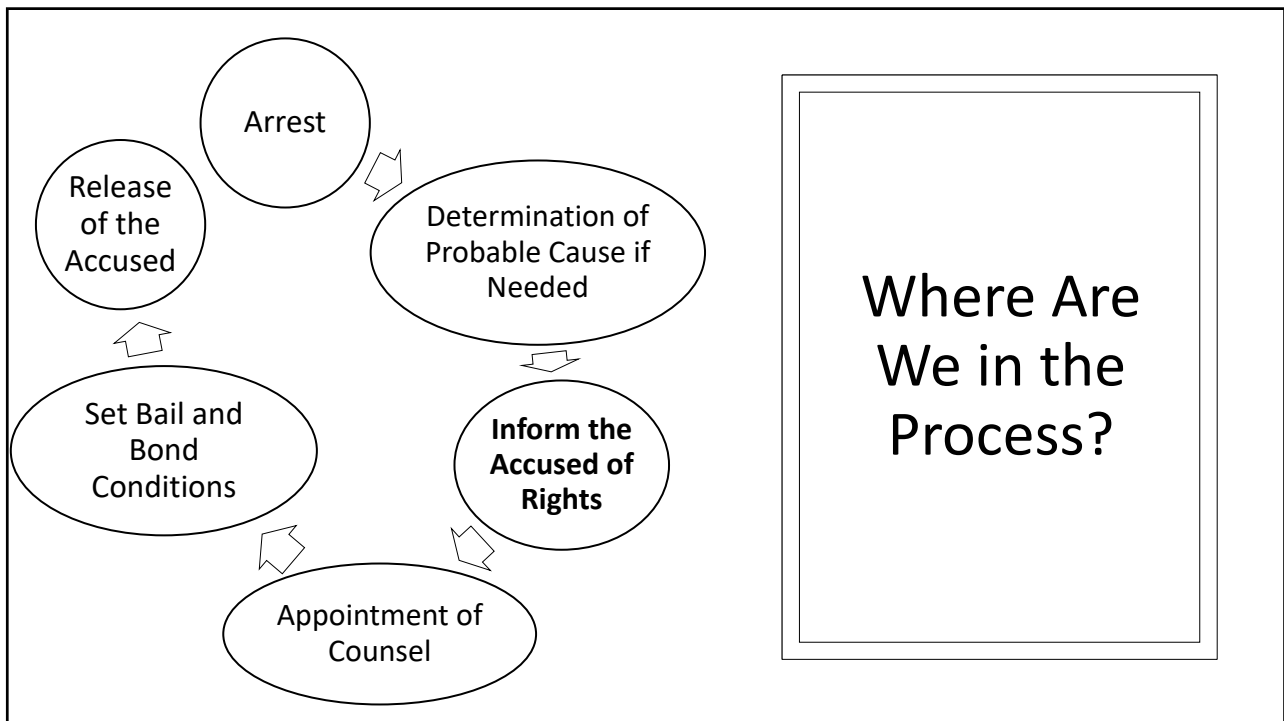 Arrest
Determination of
Probable Cause if
Needed
Inform the
Accused of
Rights
Appointment of
Counsel
Set Bail and
Bond
Conditions
Release
of the
Accused
Where Are
We in the
Process?